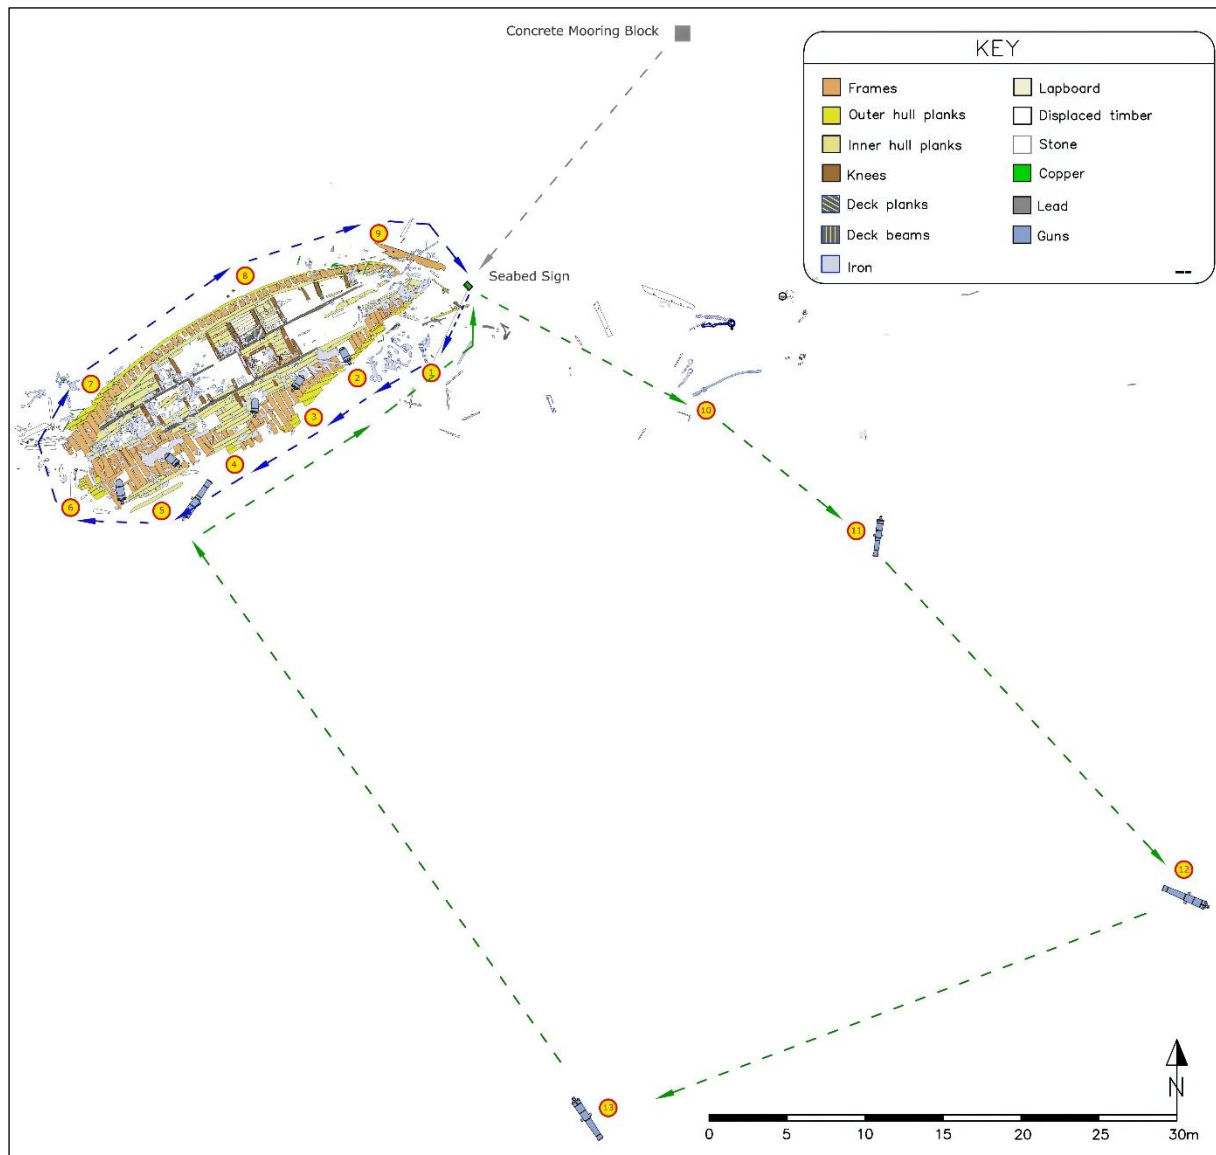 Concrete Mooring Block
KEY
Frames
Lapboard
Outer hull planks
Displaced timber
Inner hull planks
Stone
Knees
Copper
Deck planks
Lead
Deck beams
Guns
Iron
9
Seabed Sign
8
7
1
2
3
10
4
6
5
11
12
13
N
0 5 10 15 20 25 30m